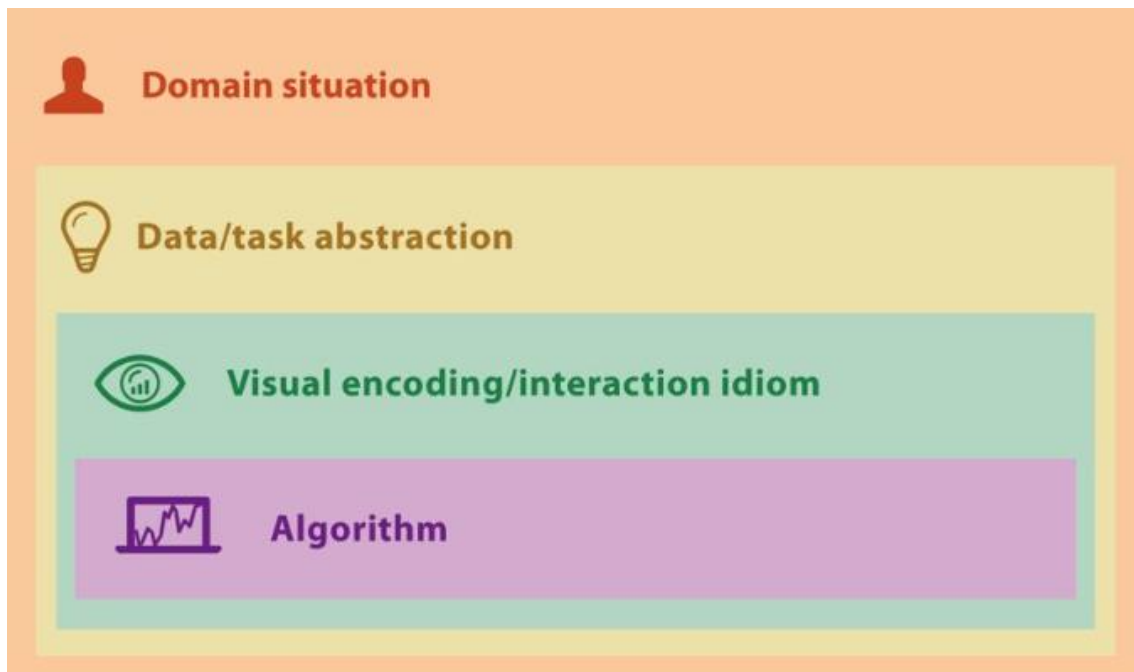 Domain situation
Data/task abstraction
Visual encoding/interaction idiom
Algorithm